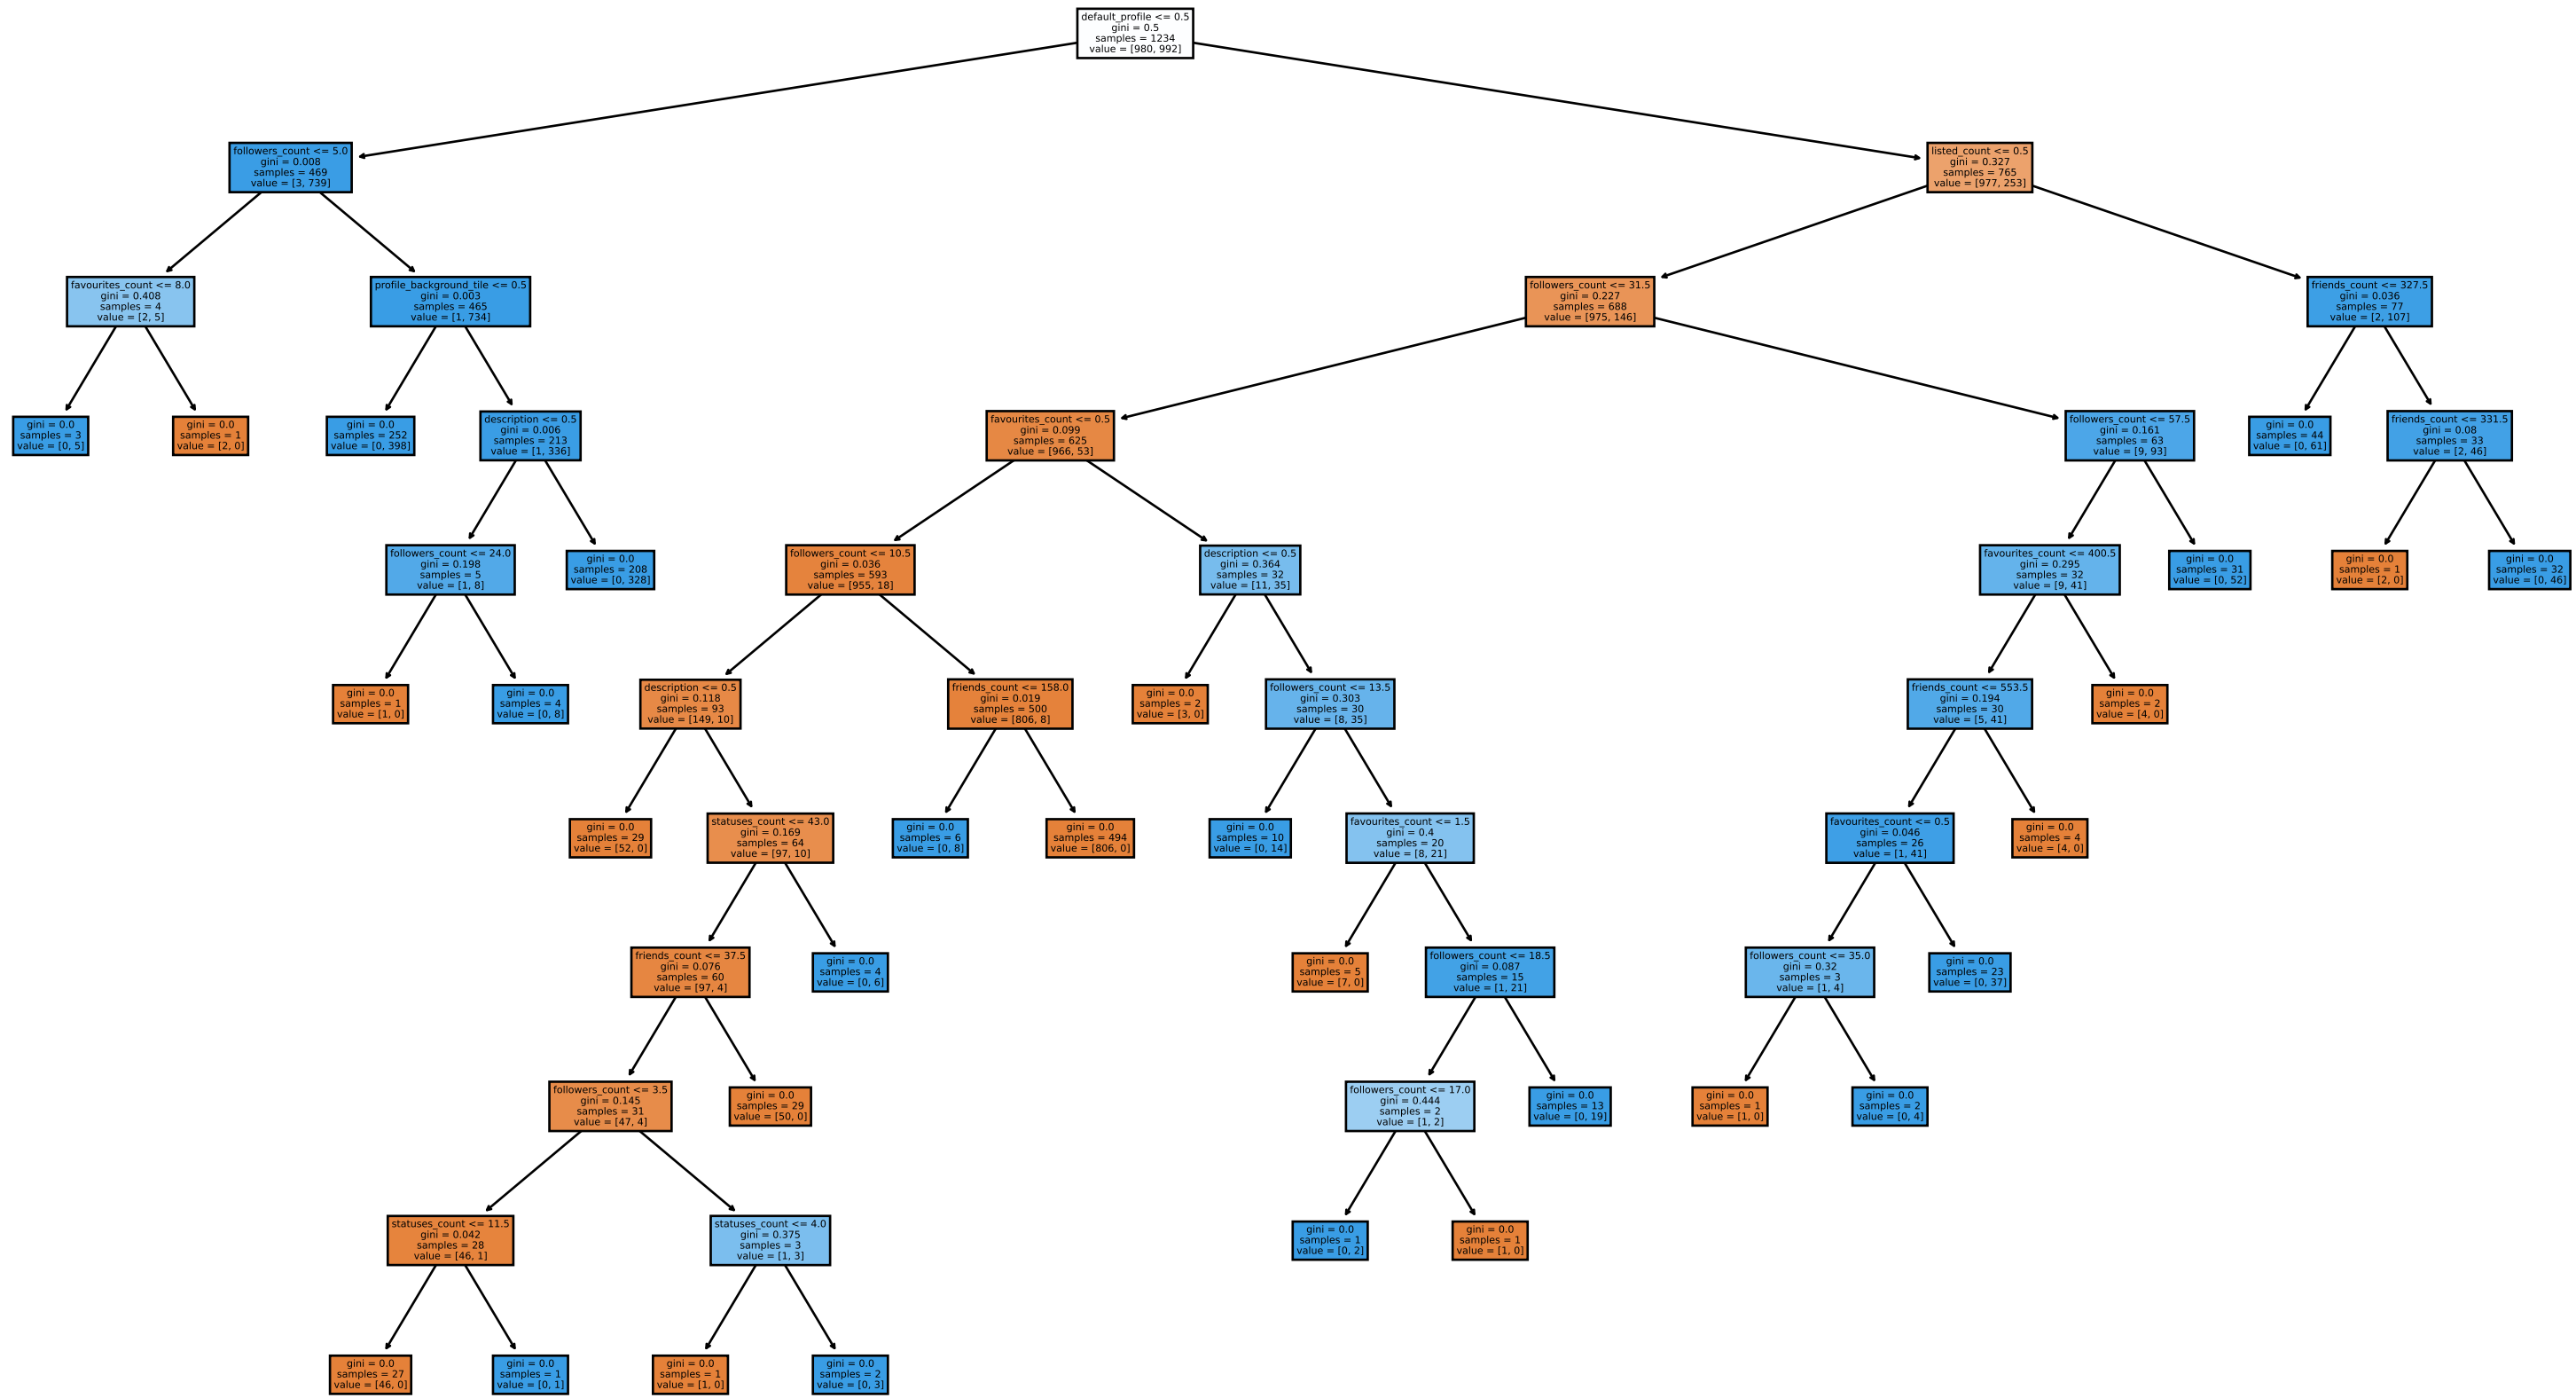 default_profile <= 0.5
gini = 0.5
samples = 1234
value = [980, 992]
followers_count <= 5.0
gini = 0.008
samples = 469
value = [3, 739]
listed_count <= 0.5
gini = 0.327
samples = 765
value = [977, 253]
favourites_count <= 8.0
gini = 0.408
samples = 4
value = [2, 5]
profile_background_tile <= 0.5
gini = 0.003
samples = 465
value = [1, 734]
followers_count <= 31.5
gini = 0.227
samples = 688
value = [975, 146]
friends_count <= 327.5
gini = 0.036
samples = 77
value = [2, 107]
gini = 0.0
samples = 3
value = [0, 5]
gini = 0.0
samples = 1
value = [2, 0]
gini = 0.0
samples = 252
value = [0, 398]
description <= 0.5
gini = 0.006
samples = 213
value = [1, 336]
favourites_count <= 0.5
gini = 0.099
samples = 625
value = [966, 53]
followers_count <= 57.5
gini = 0.161
samples = 63
value = [9, 93]
gini = 0.0
samples = 44
value = [0, 61]
friends_count <= 331.5
gini = 0.08
samples = 33
value = [2, 46]
followers_count <= 24.0
gini = 0.198
samples = 5
value = [1, 8]
gini = 0.0
samples = 208
value = [0, 328]
followers_count <= 10.5
gini = 0.036
samples = 593
value = [955, 18]
description <= 0.5
gini = 0.364
samples = 32
value = [11, 35]
favourites_count <= 400.5
gini = 0.295
samples = 32
value = [9, 41]
gini = 0.0
samples = 31
value = [0, 52]
gini = 0.0
samples = 1
value = [2, 0]
gini = 0.0
samples = 32
value = [0, 46]
gini = 0.0
samples = 1
value = [1, 0]
gini = 0.0
samples = 4
value = [0, 8]
description <= 0.5
gini = 0.118
samples = 93
value = [149, 10]
friends_count <= 158.0
gini = 0.019
samples = 500
value = [806, 8]
gini = 0.0
samples = 2
value = [3, 0]
followers_count <= 13.5
gini = 0.303
samples = 30
value = [8, 35]
friends_count <= 553.5
gini = 0.194
samples = 30
value = [5, 41]
gini = 0.0
samples = 2
value = [4, 0]
gini = 0.0
samples = 29
value = [52, 0]
statuses_count <= 43.0
gini = 0.169
samples = 64
value = [97, 10]
gini = 0.0
samples = 6
value = [0, 8]
gini = 0.0
samples = 494
value = [806, 0]
gini = 0.0
samples = 10
value = [0, 14]
favourites_count <= 1.5
gini = 0.4
samples = 20
value = [8, 21]
favourites_count <= 0.5
gini = 0.046
samples = 26
value = [1, 41]
gini = 0.0
samples = 4
value = [4, 0]
friends_count <= 37.5
gini = 0.076
samples = 60
value = [97, 4]
gini = 0.0
samples = 4
value = [0, 6]
gini = 0.0
samples = 5
value = [7, 0]
followers_count <= 18.5
gini = 0.087
samples = 15
value = [1, 21]
followers_count <= 35.0
gini = 0.32
samples = 3
value = [1, 4]
gini = 0.0
samples = 23
value = [0, 37]
followers_count <= 3.5
gini = 0.145
samples = 31
value = [47, 4]
gini = 0.0
samples = 29
value = [50, 0]
followers_count <= 17.0
gini = 0.444
samples = 2
value = [1, 2]
gini = 0.0
samples = 13
value = [0, 19]
gini = 0.0
samples = 1
value = [1, 0]
gini = 0.0
samples = 2
value = [0, 4]
statuses_count <= 11.5
gini = 0.042
samples = 28
value = [46, 1]
statuses_count <= 4.0
gini = 0.375
samples = 3
value = [1, 3]
gini = 0.0
samples = 1
value = [0, 2]
gini = 0.0
samples = 1
value = [1, 0]
gini = 0.0
samples = 27
value = [46, 0]
gini = 0.0
samples = 1
value = [0, 1]
gini = 0.0
samples = 1
value = [1, 0]
gini = 0.0
samples = 2
value = [0, 3]